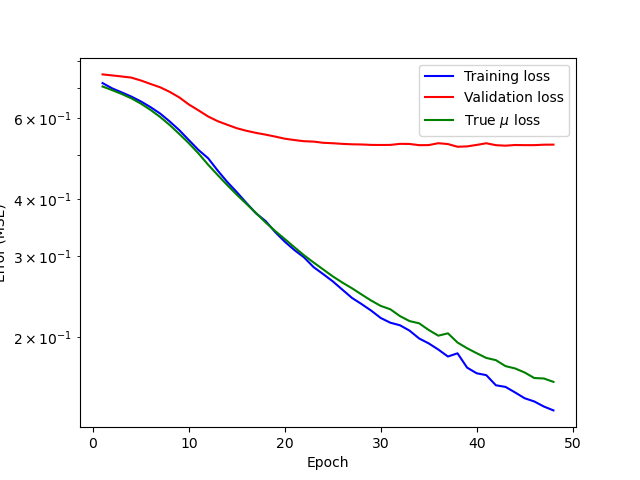 Training loss
Validation loss
True μ loss
6 × 10⁻¹
4 × 10⁻¹
3 × 10⁻¹
2 × 10⁻¹
(MSE)
0 10 20 30 40 50
Epoch